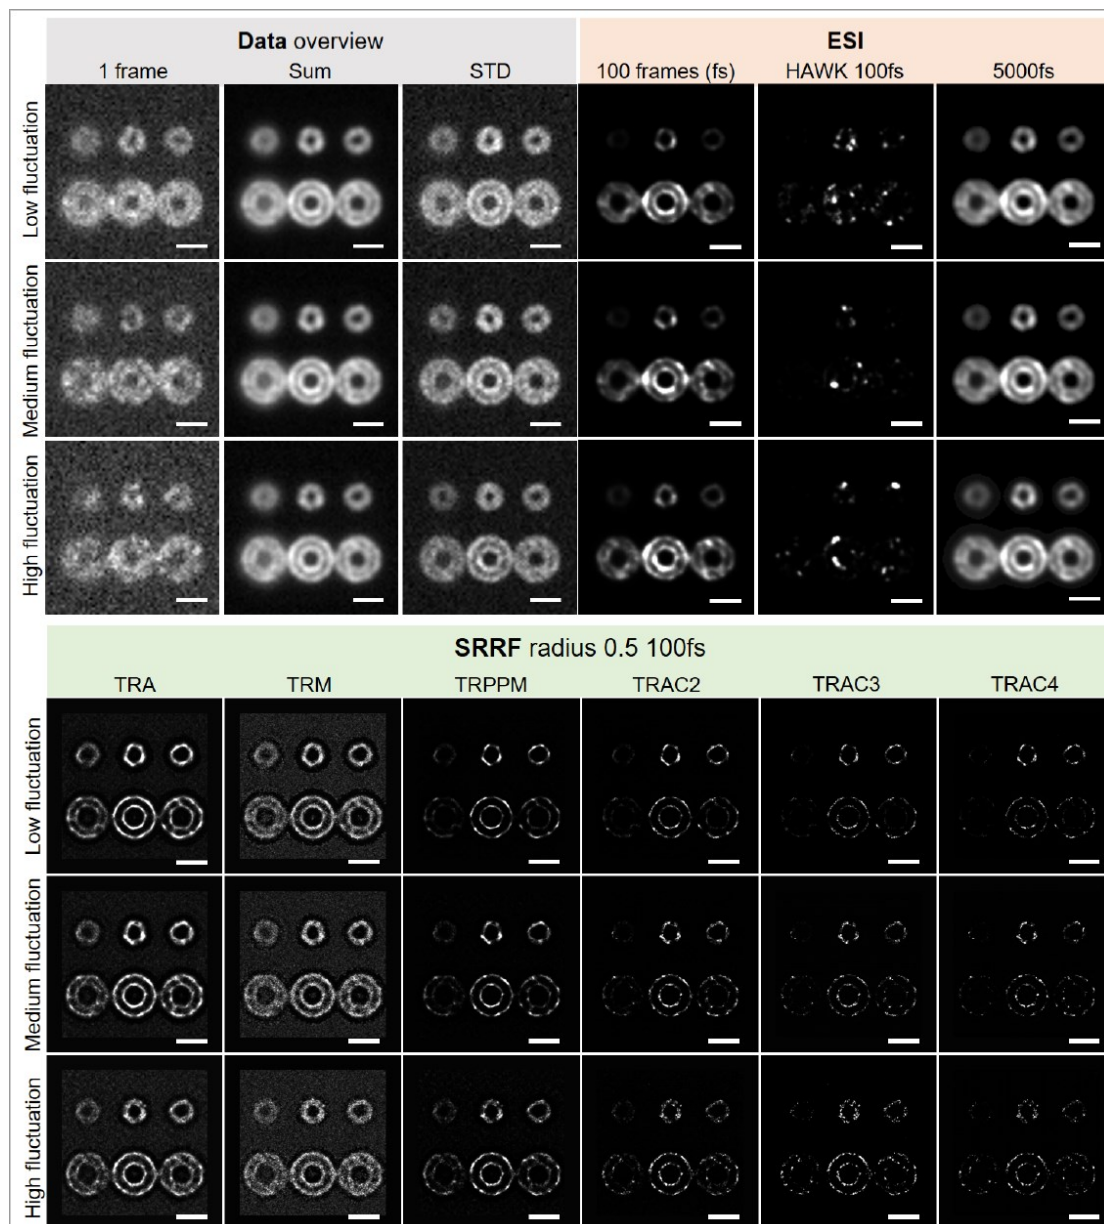 Data overview
ESI
1 frame Sum STD 100 frames (fs) HAWK 100fs 5000fs
Low fluctuation
Medium fluctuation
High fluctuation
SRRF radius 0.5 100fs
TRA TRM TRPPM TRAC2 TRAC3 TRAC4
Low fluctuation
Medium fluctuation
High fluctuation